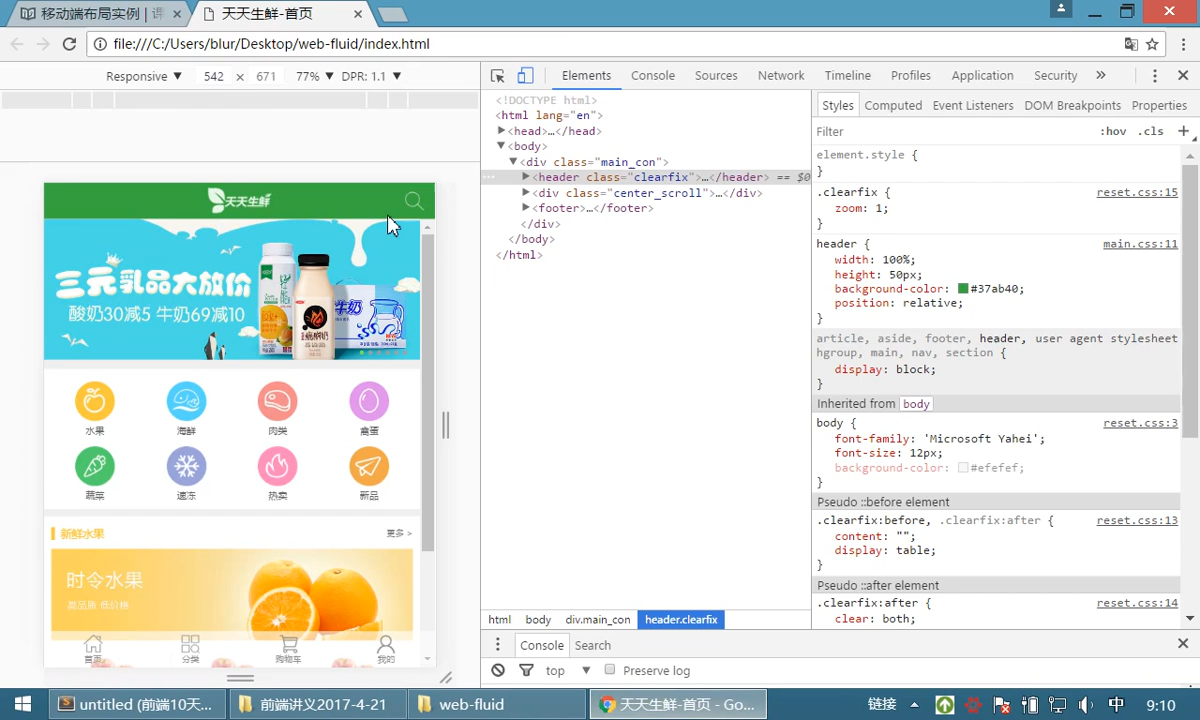 移动端布局实例 | 课
天天生鲜-首页
file:///C:/Users/blur/Desktop/web-fluid/index.html
Responsive ▼ 542 × 671 77% ▼ DPR: 1.1 ▼
Elements Console Sources Network Timeline Profiles Application Security »
<!DOCTYPE html>
<html lang="en">
▶<head>…</head>
▼<body>
▼<div class="main_con">
▶<header class="clearfix">…</header> == $0
▶<div class="center_scroll">…</div>
▶<footer>…</footer>
</div>
</body>
</html>
html body div.main_con header.clearfix
Styles Computed Event Listeners DOM Breakpoints Properties
Filter :hov .cls +
element.style {
}
.clearfix { reset.css:15
zoom: 1;
}
header { main.css:11
width: 100%;
height: 50px;
background-color: #37ab40;
position: relative;
}
article, aside, footer, header, user agent stylesheet
hgroup, main, nav, section {
display: block;
}
Inherited from body
body { reset.css:3
font-family: 'Microsoft Yahei';
font-size: 12px;
background-color: #efefef;
}
Pseudo ::before element
.clearfix:before, .clearfix:after { reset.css:13
content: "";
display: table;
}
Pseudo ::after element
.clearfix:after { reset.css:14
clear: both;
Console Search
top ▼ Preserve log
天天生鲜
三元乳品大放价
酸奶30减5 牛奶69减10
牛奶
水果 海鲜 肉类 禽蛋
蔬菜 速冻 热卖 新品
新鲜水果 更多 >
时令水果
高品质 低价格
首页 分类 购物车 我的
untitled (前端10天...
前端讲义2017-4-21
web-fluid
天天生鲜-首页 - Go...
链接 中 9:10